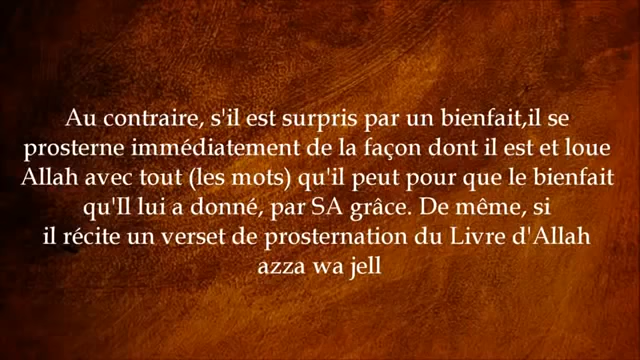 Au contraire, s'il est surpris par un bienfait,il se
prosterne immédiatement de la façon dont il est et loue
Allah avec tout (les mots) qu'il peut pour que le bienfait
qu'Il lui a donné, par SA grâce. De même, si
il récite un verset de prosternation du Livre d'Allah
azza wa jell